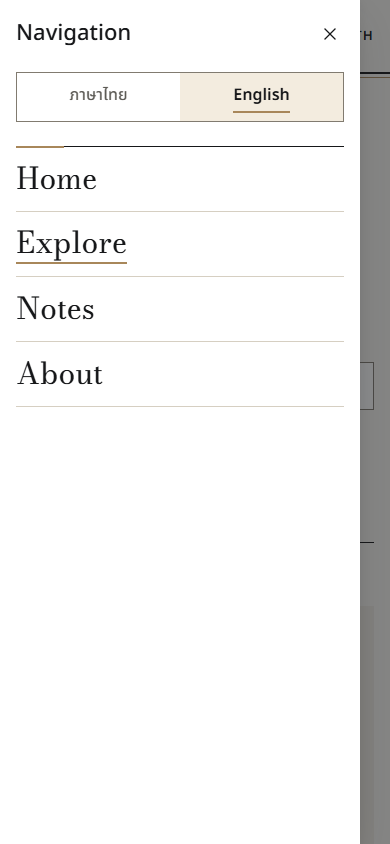 Navigation
ภาษาไทย
English
Home
Explore
Notes
About